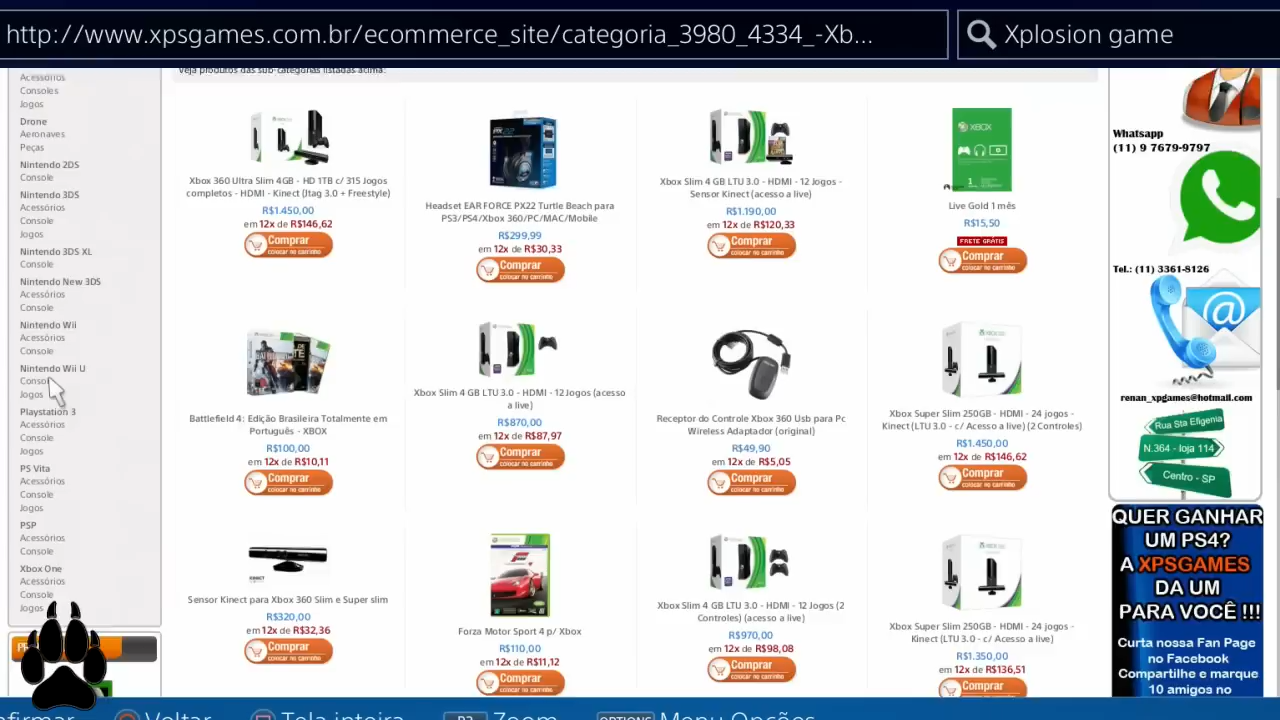 http://www.xpsgames.com.br/ecommerce_site/categoria_3980_4334_-Xb...
Xplosion game
Veja produtos das sub-categorias listadas acima:
Acessórios
Consoles
Jogos
Drone
Aeronaves
Peças
Nintendo 2DS
Console
Nintendo 3DS
Acessórios
Console
Jogos
Nintendo 3DS XL
Console
Nintendo New 3DS
Acessórios
Console
Nintendo Wii
Acessórios
Console
Nintendo Wii U
Jogos
Playstation 3
Acessórios
Console
Jogos
PS Vita
Acessórios
Console
Jogos
PSP
Acessórios
Console
Xbox One
Acessórios
Console
Jogos
Xbox 360 Ultra Slim 4GB - HD 1TB c/ 315 Jogos
completos - HDMI - Kinect (Jtag 3.0 + Freestyle)
R$1.450,00
em 12x de R$146,62
Comprar
colocar no carrinho
Headset EAR FORCE PX22 Turtle Beach para
PS3/PS4/Xbox 360/PC/MAC/Mobile
R$299,99
em 12x de R$30,33
Comprar
colocar no carrinho
Xbox Slim 4 GB LTU 3.0 - HDMI - 12 Jogos -
Sensor Kinect (acesso a live)
R$1.190,00
em 12x de R$120,33
Comprar
colocar no carrinho
XBOX
1
Live Gold 1 mês
R$15,50
FRETE GRÁTIS
Comprar
colocar no carrinho
Battlefield 4: Edição Brasileira Totalmente em
Português - XBOX
R$100,00
em 12x de R$10,11
Comprar
colocar no carrinho
Xbox Slim 4 GB LTU 3.0 - HDMI - 12 Jogos (acesso
a live)
R$870,00
em 12x de R$87,97
Comprar
colocar no carrinho
Receptor do Controle Xbox 360 Usb para Pc
Wireless Adaptador (original)
R$49,90
em 12x de R$5,05
Comprar
colocar no carrinho
Xbox Super Slim 250GB - HDMI - 24 jogos -
Kinect (LTU 3.0 - c/ Acesso a live) (2 Controles)
R$1.450,00
em 12x de R$146,62
Comprar
colocar no carrinho
KINECT
Sensor Kinect para Xbox 360 Slim e Super slim
R$320,00
em 12x de R$32,36
Comprar
colocar no carrinho
Forza Motor Sport 4 p/ Xbox
R$110,00
em 12x de R$11,12
Comprar
colocar no carrinho
Xbox Slim 4 GB LTU 3.0 - HDMI - 12 Jogos (2
Controles) (acesso a live)
R$970,00
em 12x de R$98,08
Comprar
colocar no carrinho
Xbox Super Slim 250GB - HDMI - 24 jogos -
Kinect (LTU 3.0 - c/ Acesso a live)
R$1.350,00
em 12x de R$136,51
Comprar
Whatsapp
(11) 9 7679-9797
Tel.: (11) 3361-8126
renan_xpgames@hotmail.com
Rua Sta Efigenia
N.364 - loja 114
Centro - SP
QUER GANHAR
UM PS4?
A XPSGAMES
DA UM
PARA VOCÊ !!!
Curta nossa Fan Page
no Facebook
Compartilhe e marque
10 amigos no
Voltar
Tela inteira
R3 Zoom
OPTIONS Menu Opções